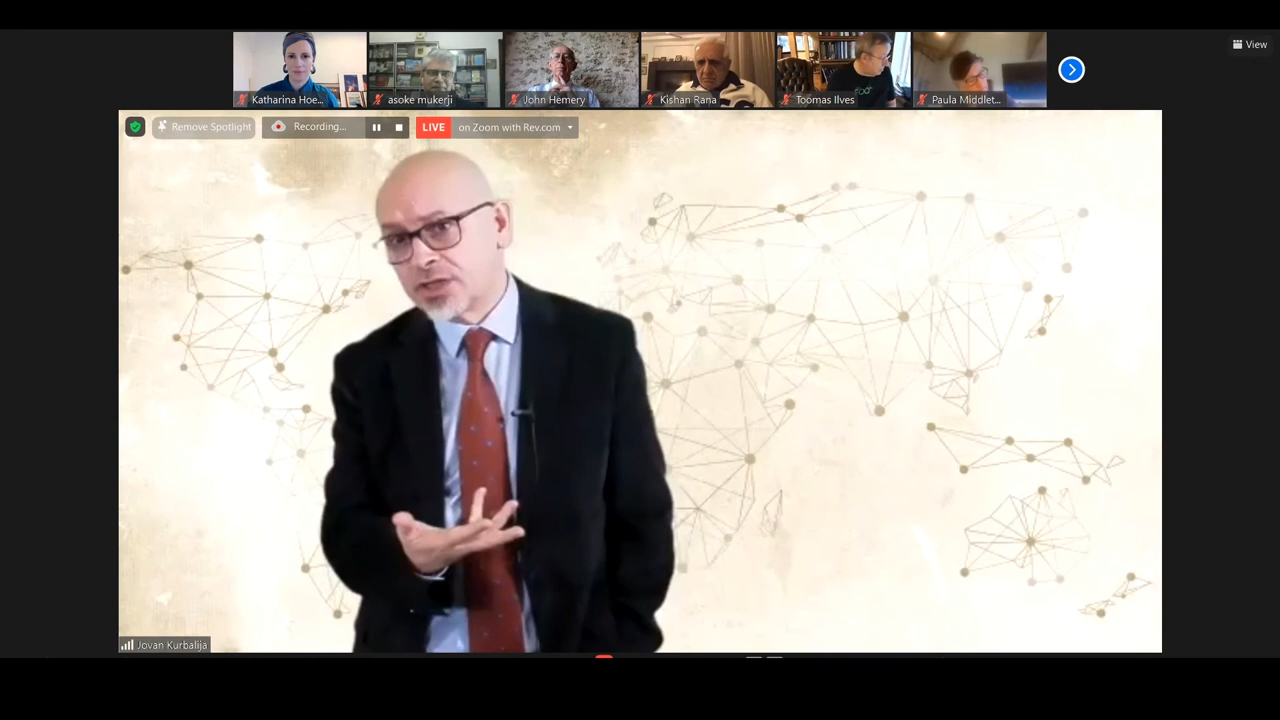 View
Katharina Hoe...
asoke mukerji
John Hemery
Kishan Rana
Toomas Ilves
Paula Middlet...
Remove Spotlight
Recording...
LIVE
on Zoom with Rev.com
Jovan Kurbalija